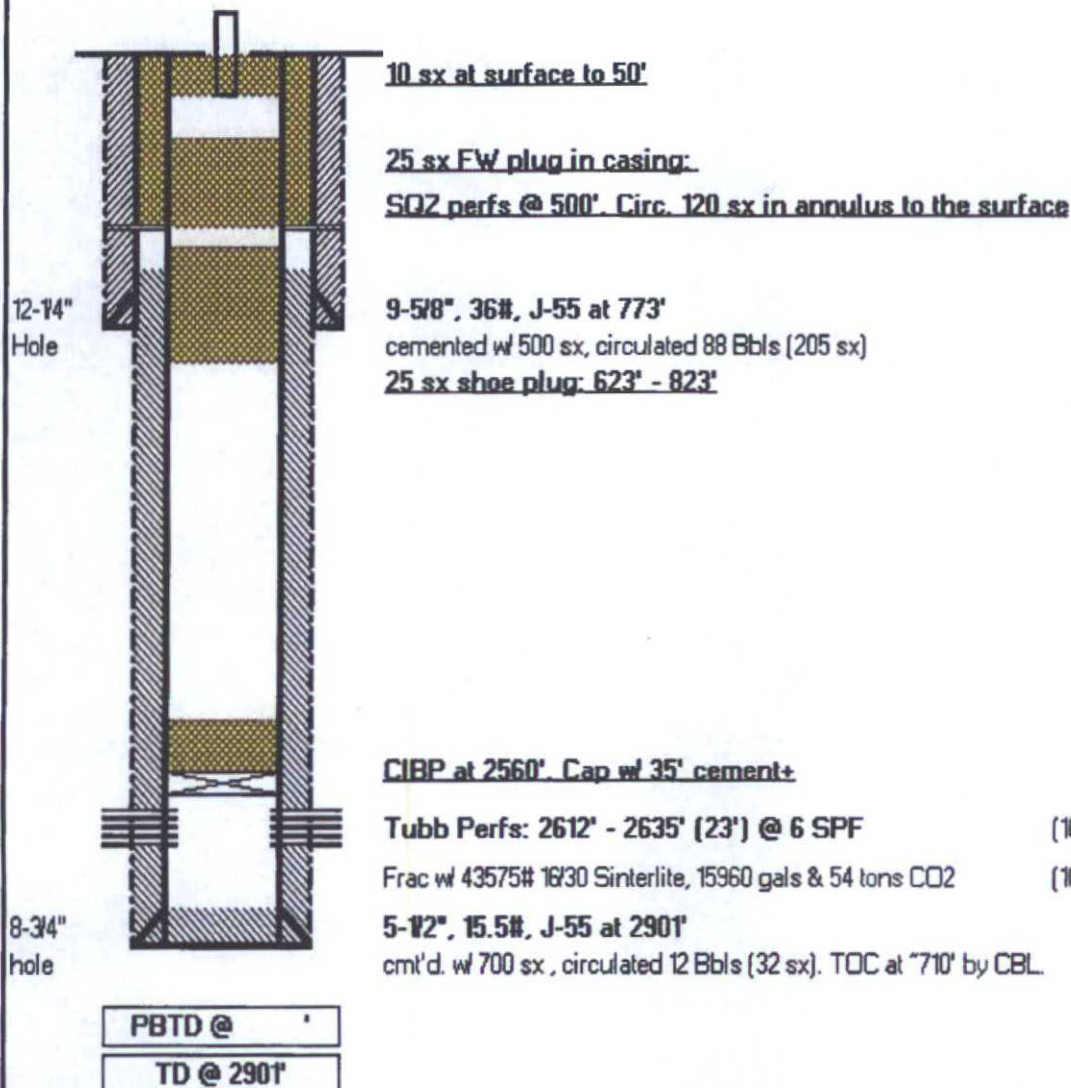 10 sx at surface to 50'
25 sx FW plug in casing:
SQZ perfs @ 500'. Circ. 120 sx in annulus to the surface
12-1/4"
Hole
9-5/8", 36#, J-55 at 773'
cemented w/ 500 sx, circulated 88 Bbls (205 sx)
25 sx shoe plug: 623' - 823'
CIBP at 2560'. Cap w/ 35' cement+
Tubb Perfs: 2612' - 2635' (23') @ 6 SPF
Frac w/ 43575# 16/30 Sinterlite, 15960 gals & 54 tons CO2
8-3/4"
hole
5-1/2", 15.5#, J-55 at 2901'
cmt'd. w/ 700 sx , circulated 12 Bbls (32 sx). TOC at ~710' by CBL.
PBTD @ '
TD @ 2901'